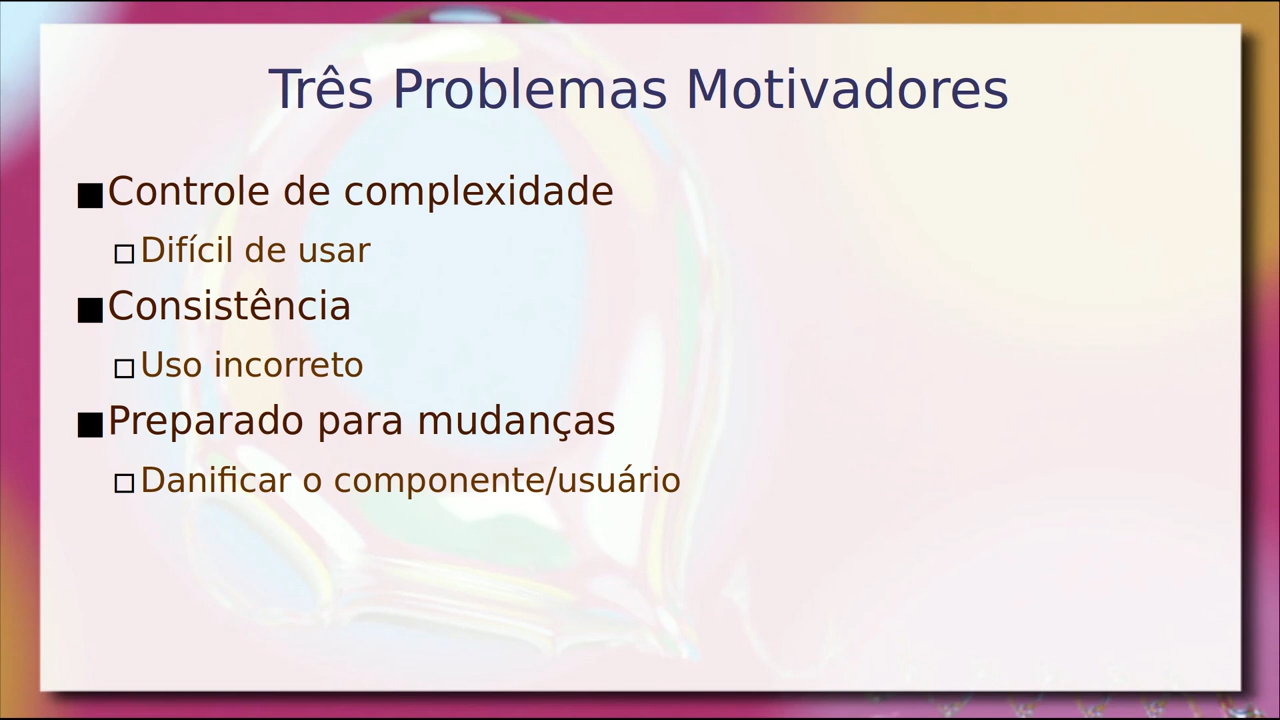 Três Problemas Motivadores
■Controle de complexidade
□Difícil de usar
■Consistência
□Uso incorreto
■Preparado para mudanças
□Danificar o componente/usuário